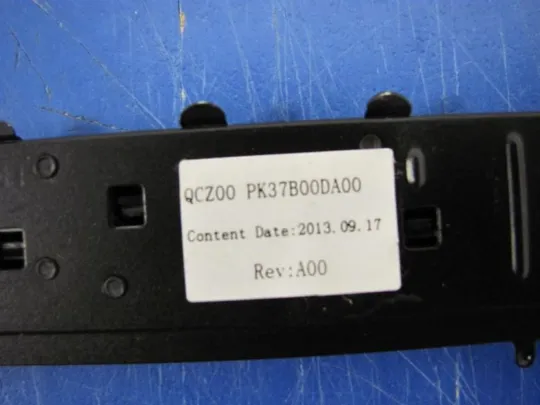 QCZ00 PK37B00DA00
Content Date:2013.09.17
Rev:A00